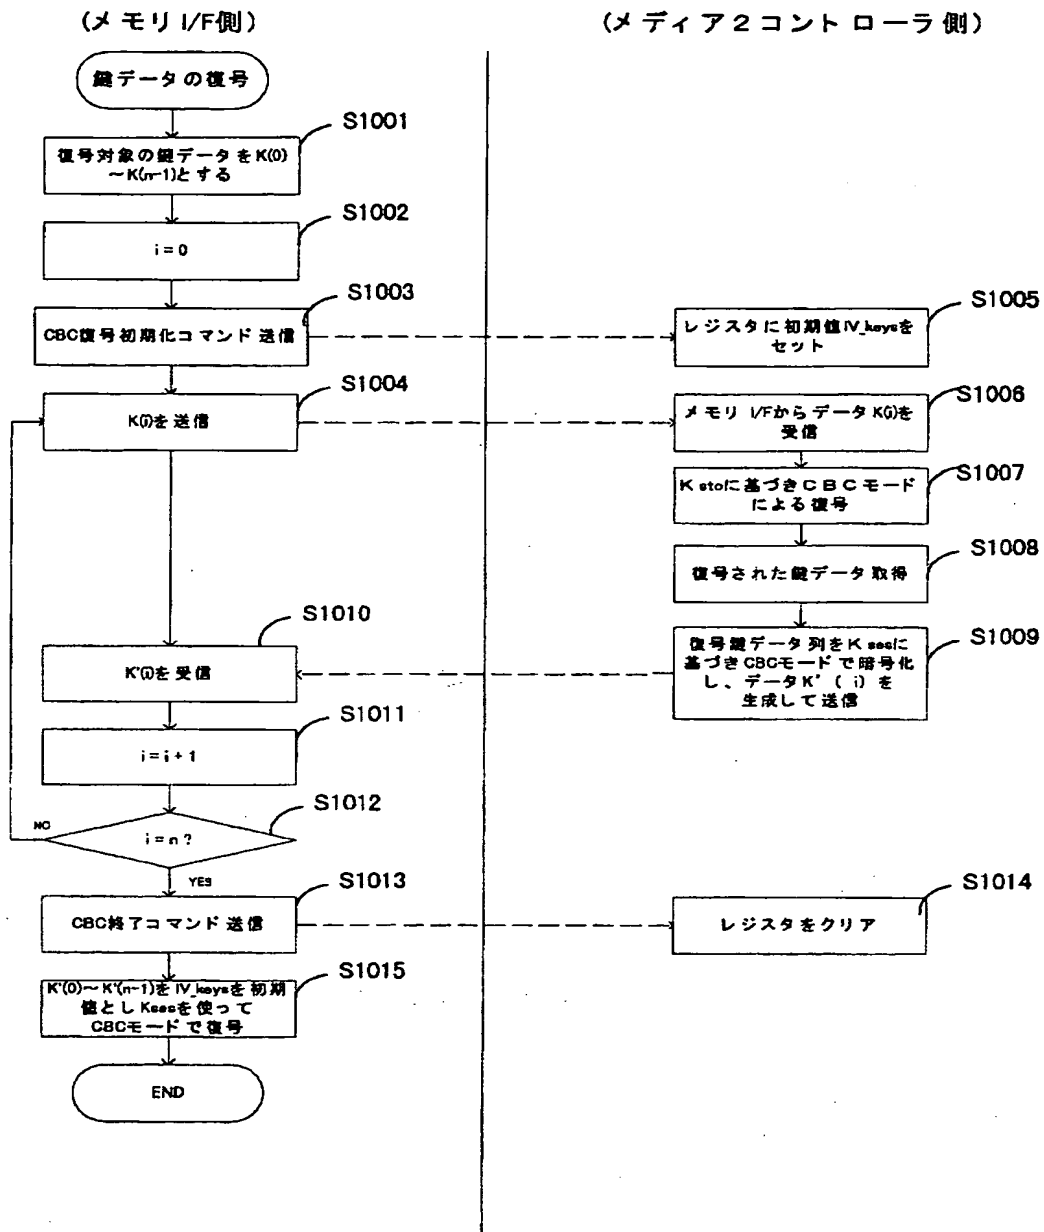 (メモリI/F側)
(メディア2コントローラ側)
鍵データの復号
S1001
復号対象の鍵データをK(0)
~K(n-1)とする
S1002
i = 0
S1003
CBC復号初期化コマンド送信
S1005
レジスタに初期値IV_keysを
セット
S1004
K(i)を送信
S1006
メモリI/FからデータK(i)を
受信
S1007
Kstoに基づきCBCモード
による復号
S1008
復号された鍵データ取得
S1009
復号鍵データ列をKsesに
基づきCBCモードで暗号化
し、データK'(i)を
生成して送信
S1010
K'(i)を受信
S1011
i = i + 1
S1012
i = n ?
NO
YES
S1013
CBC終了コマンド送信
S1014
レジスタをクリア
S1015
K'(0)~K'(n-1)をIV_keysを初期
値としKsesを使って
CBCモードで復号
END